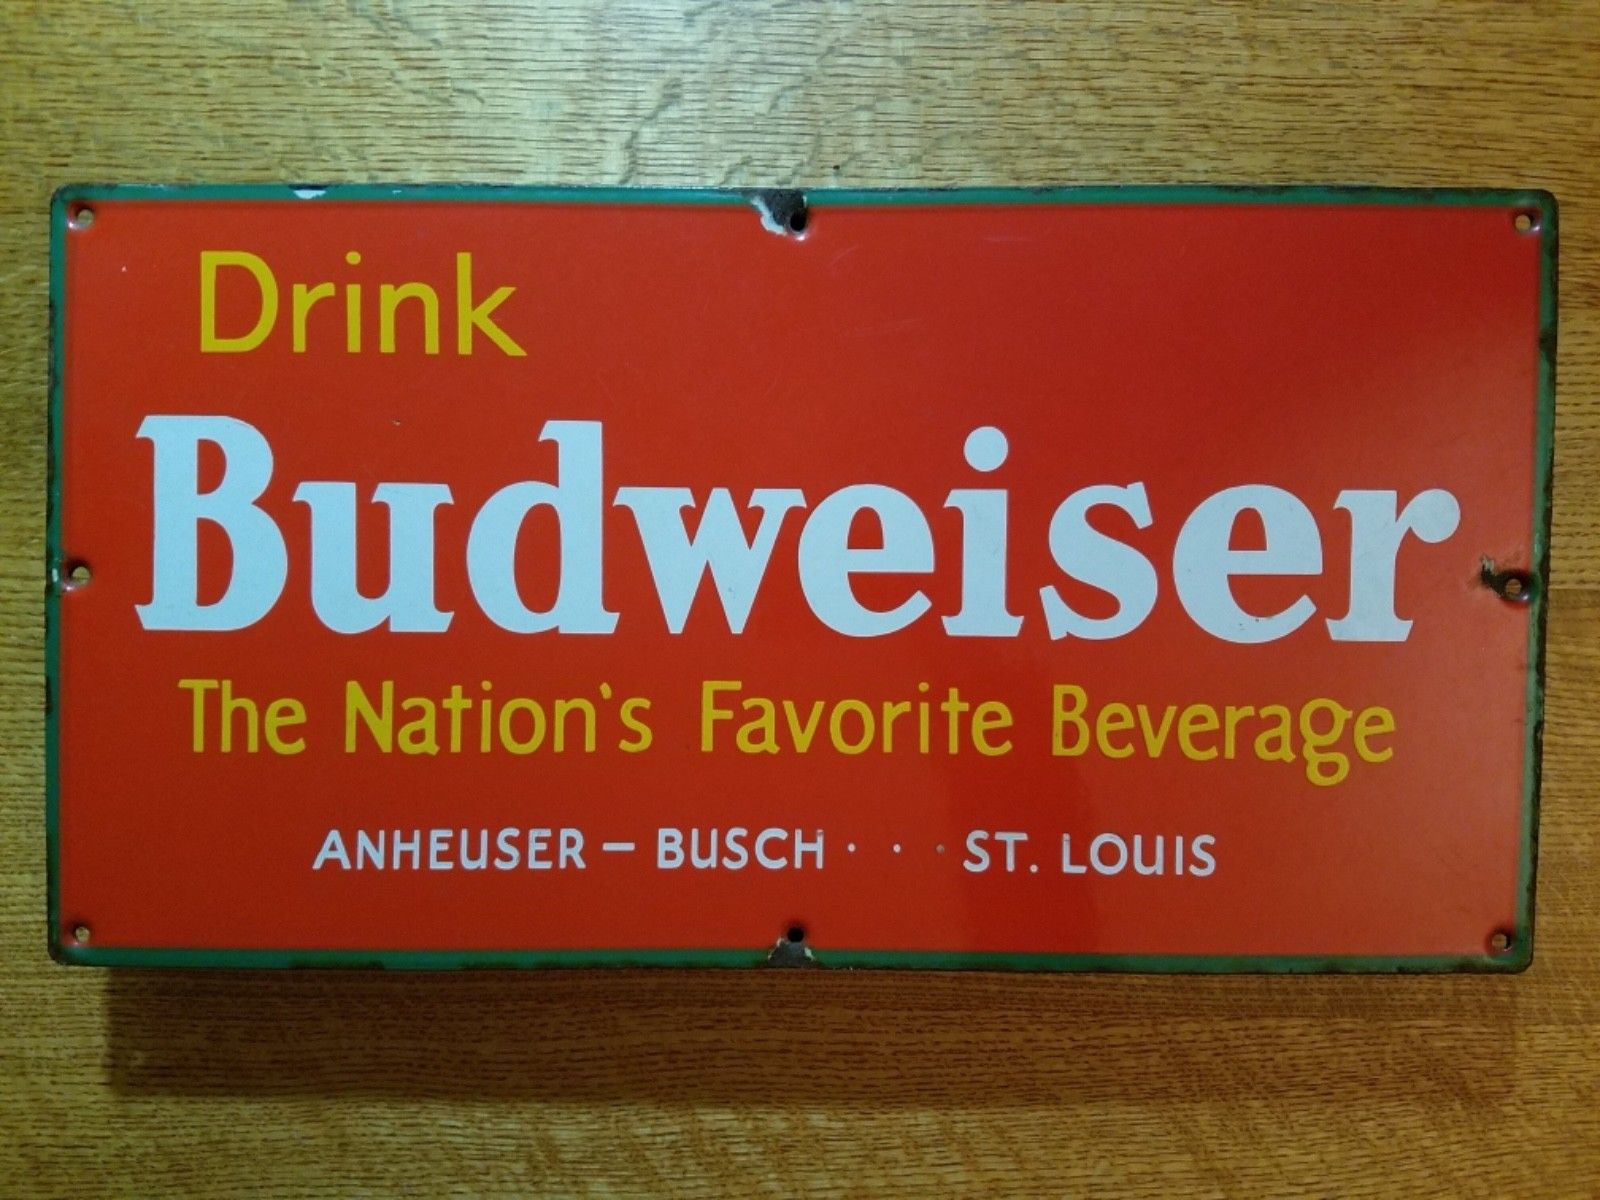 Drink
Budweiser
The Nation's Favorite Beverage
ANHEUSER – BUSCH · · · ST. LOUIS